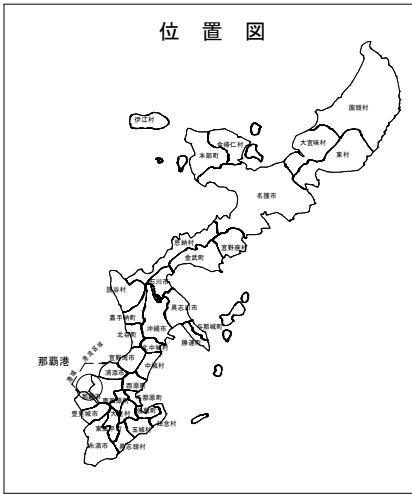 位置図
国頭村
伊江村
今帰仁村
大宜味村
本部町
東村
名護市
恩納村
宜野座村
金武町
石川市
読谷村
具志川市
嘉手納町
与那城町
沖縄市
北谷町
勝連町
北中城村
那覇港
宜野湾市
中城村
浦添市
西原町
与那原町
豊見城市
大里村
知念村
玉城村
糸満市
具志頭村